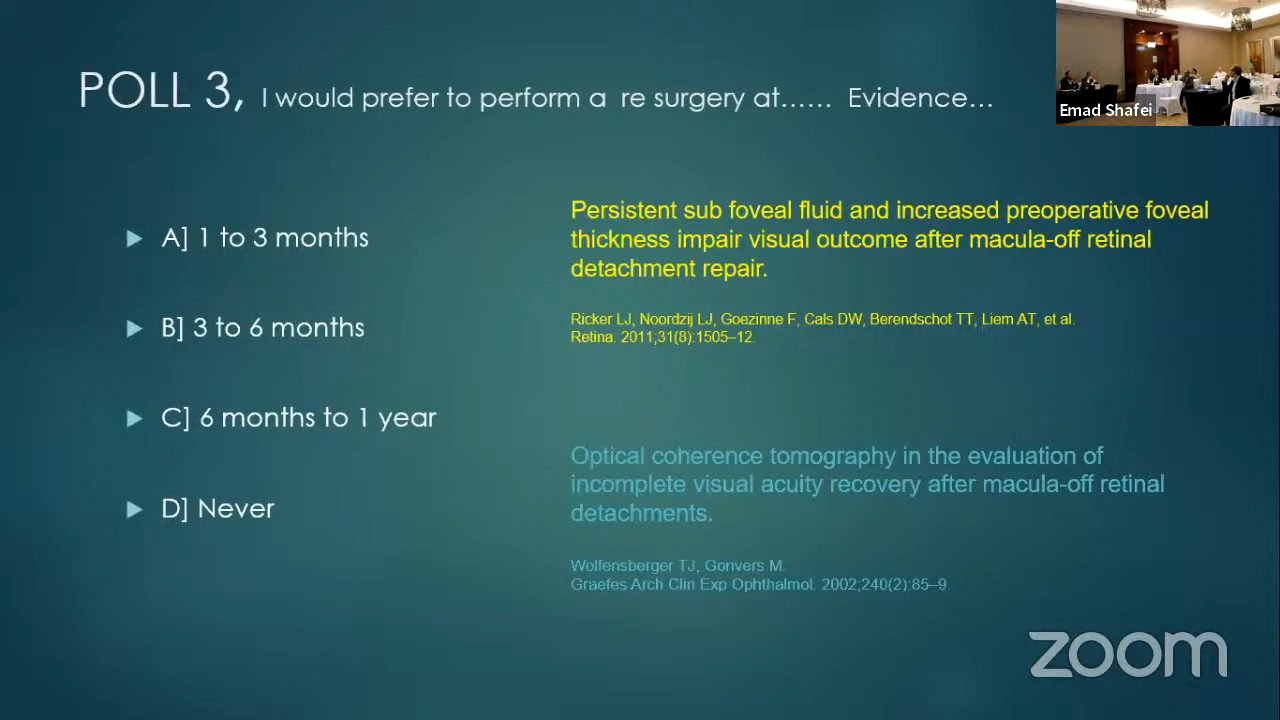 POLL 3, I would prefer to perform a re surgery at...... Evidence...
Emad Shafei
A] 1 to 3 months
B] 3 to 6 months
C] 6 months to 1 year
D] Never
Persistent sub foveal fluid and increased preoperative foveal
thickness impair visual outcome after macula-off retinal
detachment repair.
Ricker LJ, Noordzij LJ, Goezinne F, Cals DW, Berendschot TT, Liem AT, et al.
Retina. 2011;31(8):1505–12.
Optical coherence tomography in the evaluation of
incomplete visual acuity recovery after macula-off retinal
detachments.
Wolfensberger TJ, Gonvers M.
Graefes Arch Clin Exp Ophthalmol. 2002;240(2):85–9.
zoom